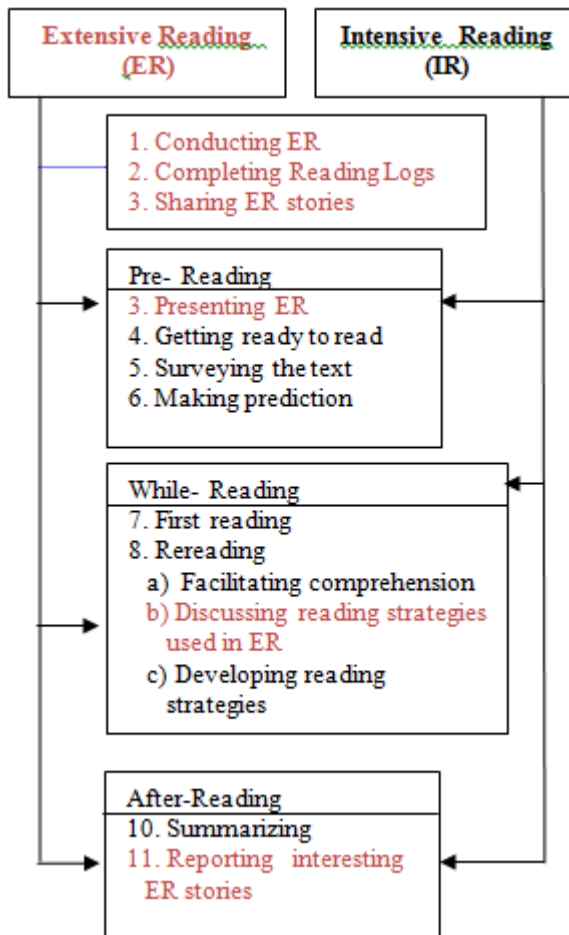 Extensive Reading
(ER)
Intensive Reading
(IR)
1. Conducting ER
2. Completing Reading Logs
3. Sharing ER stories
Pre- Reading
3. Presenting ER
4. Getting ready to read
5. Surveying the text
6. Making prediction
While- Reading
7. First reading
8. Rereading
a) Facilitating comprehension
b) Discussing reading strategies
used in ER
c) Developing reading
strategies
After-Reading
10. Summarizing
11. Reporting interesting
ER stories